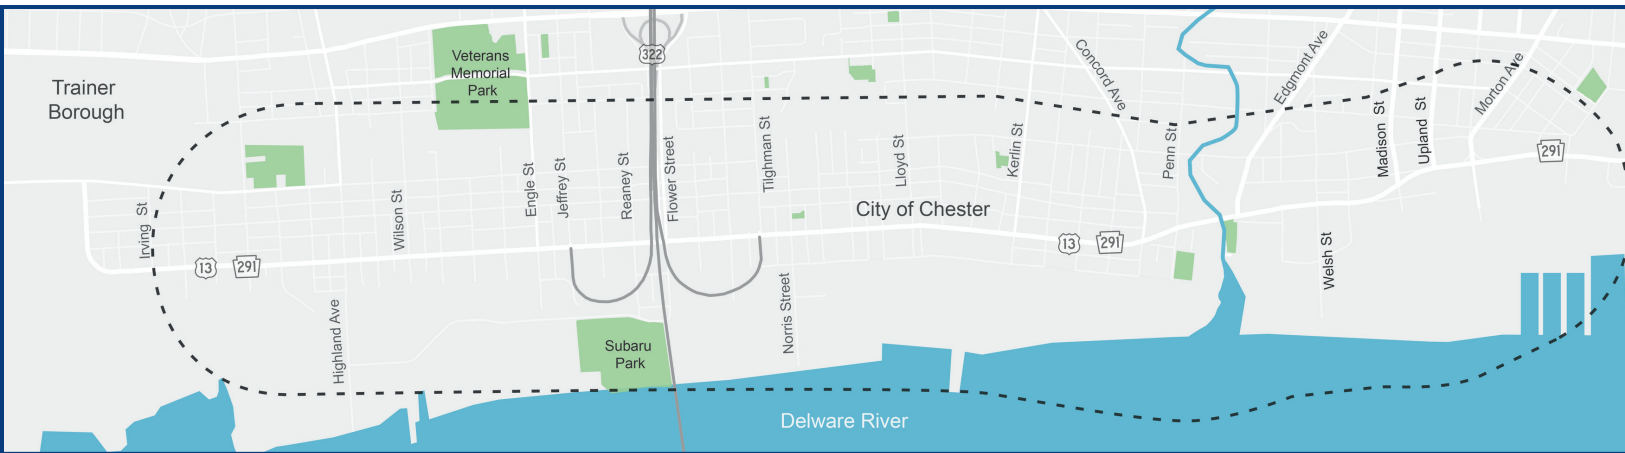 Trainer
Borough
Veterans
Memorial
Park
322
Concord Ave
Edgmont Ave
Morton Ave
Irving St
Wilson St
Engle St
Jeffrey St
Reaney St
Flower Street
Tilghman St
Lloyd St
Kerlin St
Penn St
Madison St
Upland St
291
City of Chester
13
291
13
291
Welsh St
Highland Ave
Norris Street
Subaru
Park
Delware River